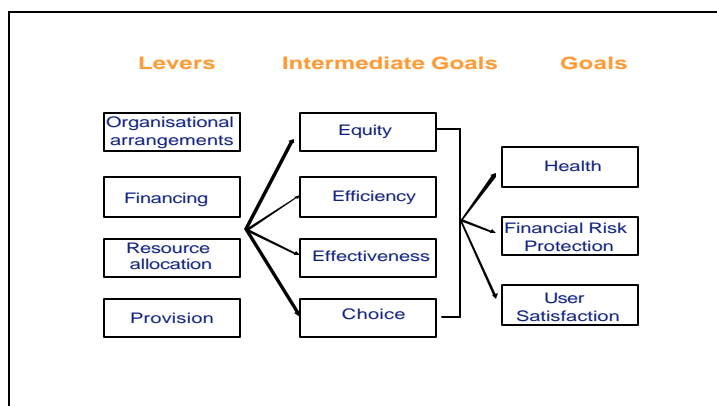 Levers
Intermediate Goals
Goals
Organisational
arrangements
Financing
Resource
allocation
Provision
Equity
Efficiency
Effectiveness
Choice
Health
Financial Risk
Protection
User
Satisfaction